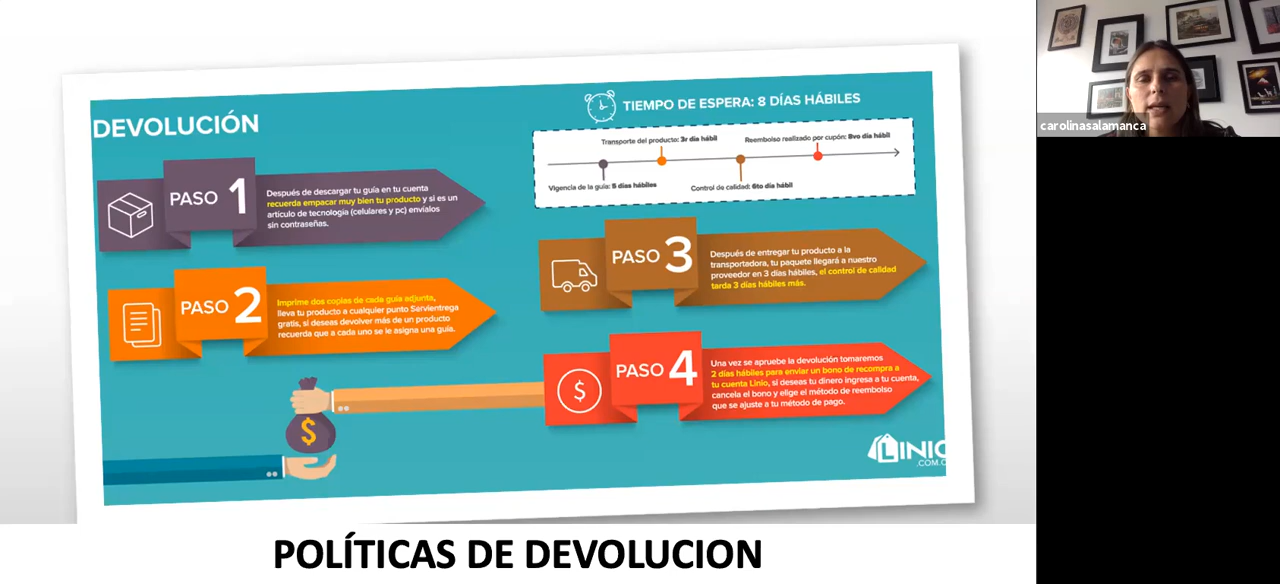 DEVOLUCIÓN
TIEMPO DE ESPERA: 8 DÍAS HÁBILES
Transporte del producto: 3r día hábil
Reembolso realizado por cupón: 8vo día hábil
Vigencia de la guía: 5 días hábiles
Control de calidad: 6to día hábil
PASO 1
Después de descargar tu guía en tu cuenta
recuerda empacar muy bien tu producto y si es un
artículo de tecnología (celulares y pc) envíalos
sin contraseñas.
PASO 2
Imprime dos copias de cada guía adjunta,
lleva tu producto a cualquier punto Servientrega
gratis, si deseas devolver más de un producto
recuerda que a cada uno se le asigna una guía.
PASO 3
Después de entregar tu producto a la
transportadora, tu paquete llegará a nuestro
proveedor en 3 días hábiles, el control de calidad
tarda 3 días hábiles más.
PASO 4
Una vez se apruebe la devolución tomaremos
2 días hábiles para enviar un bono de recompra a
tu cuenta Linio, si deseas tu dinero ingresa a tu cuenta,
cancela el bono y elige el método de reembolso
que se ajuste a tu método de pago.
$
$
LINIO
.COM.C
POLÍTICAS DE DEVOLUCION
carolinasalamanca